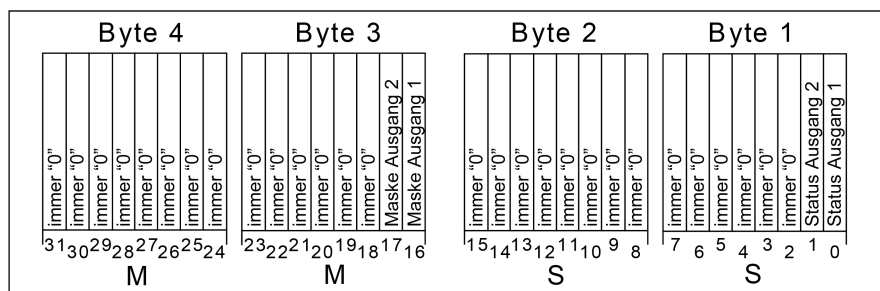 Byte 4 Byte 3 Byte 2 Byte 1
immer “0” immer “0” immer “0” immer “0” immer “0” immer “0” immer “0” immer “0” immer “0” immer “0” immer “0” immer “0” immer “0” immer “0” Maske Ausgang 2 Maske Ausgang 1 immer “0” immer “0” immer “0” immer “0” immer “0” immer “0” immer “0” immer “0” immer “0” immer “0” immer “0” immer “0” immer “0” immer “0” Status Ausgang 2 Status Ausgang 1
31 30 29 28 27 26 25 24 23 22 21 20 19 18 17 16 15 14 13 12 11 10 9 8 7 6 5 4 3 2 1 0
M M S S